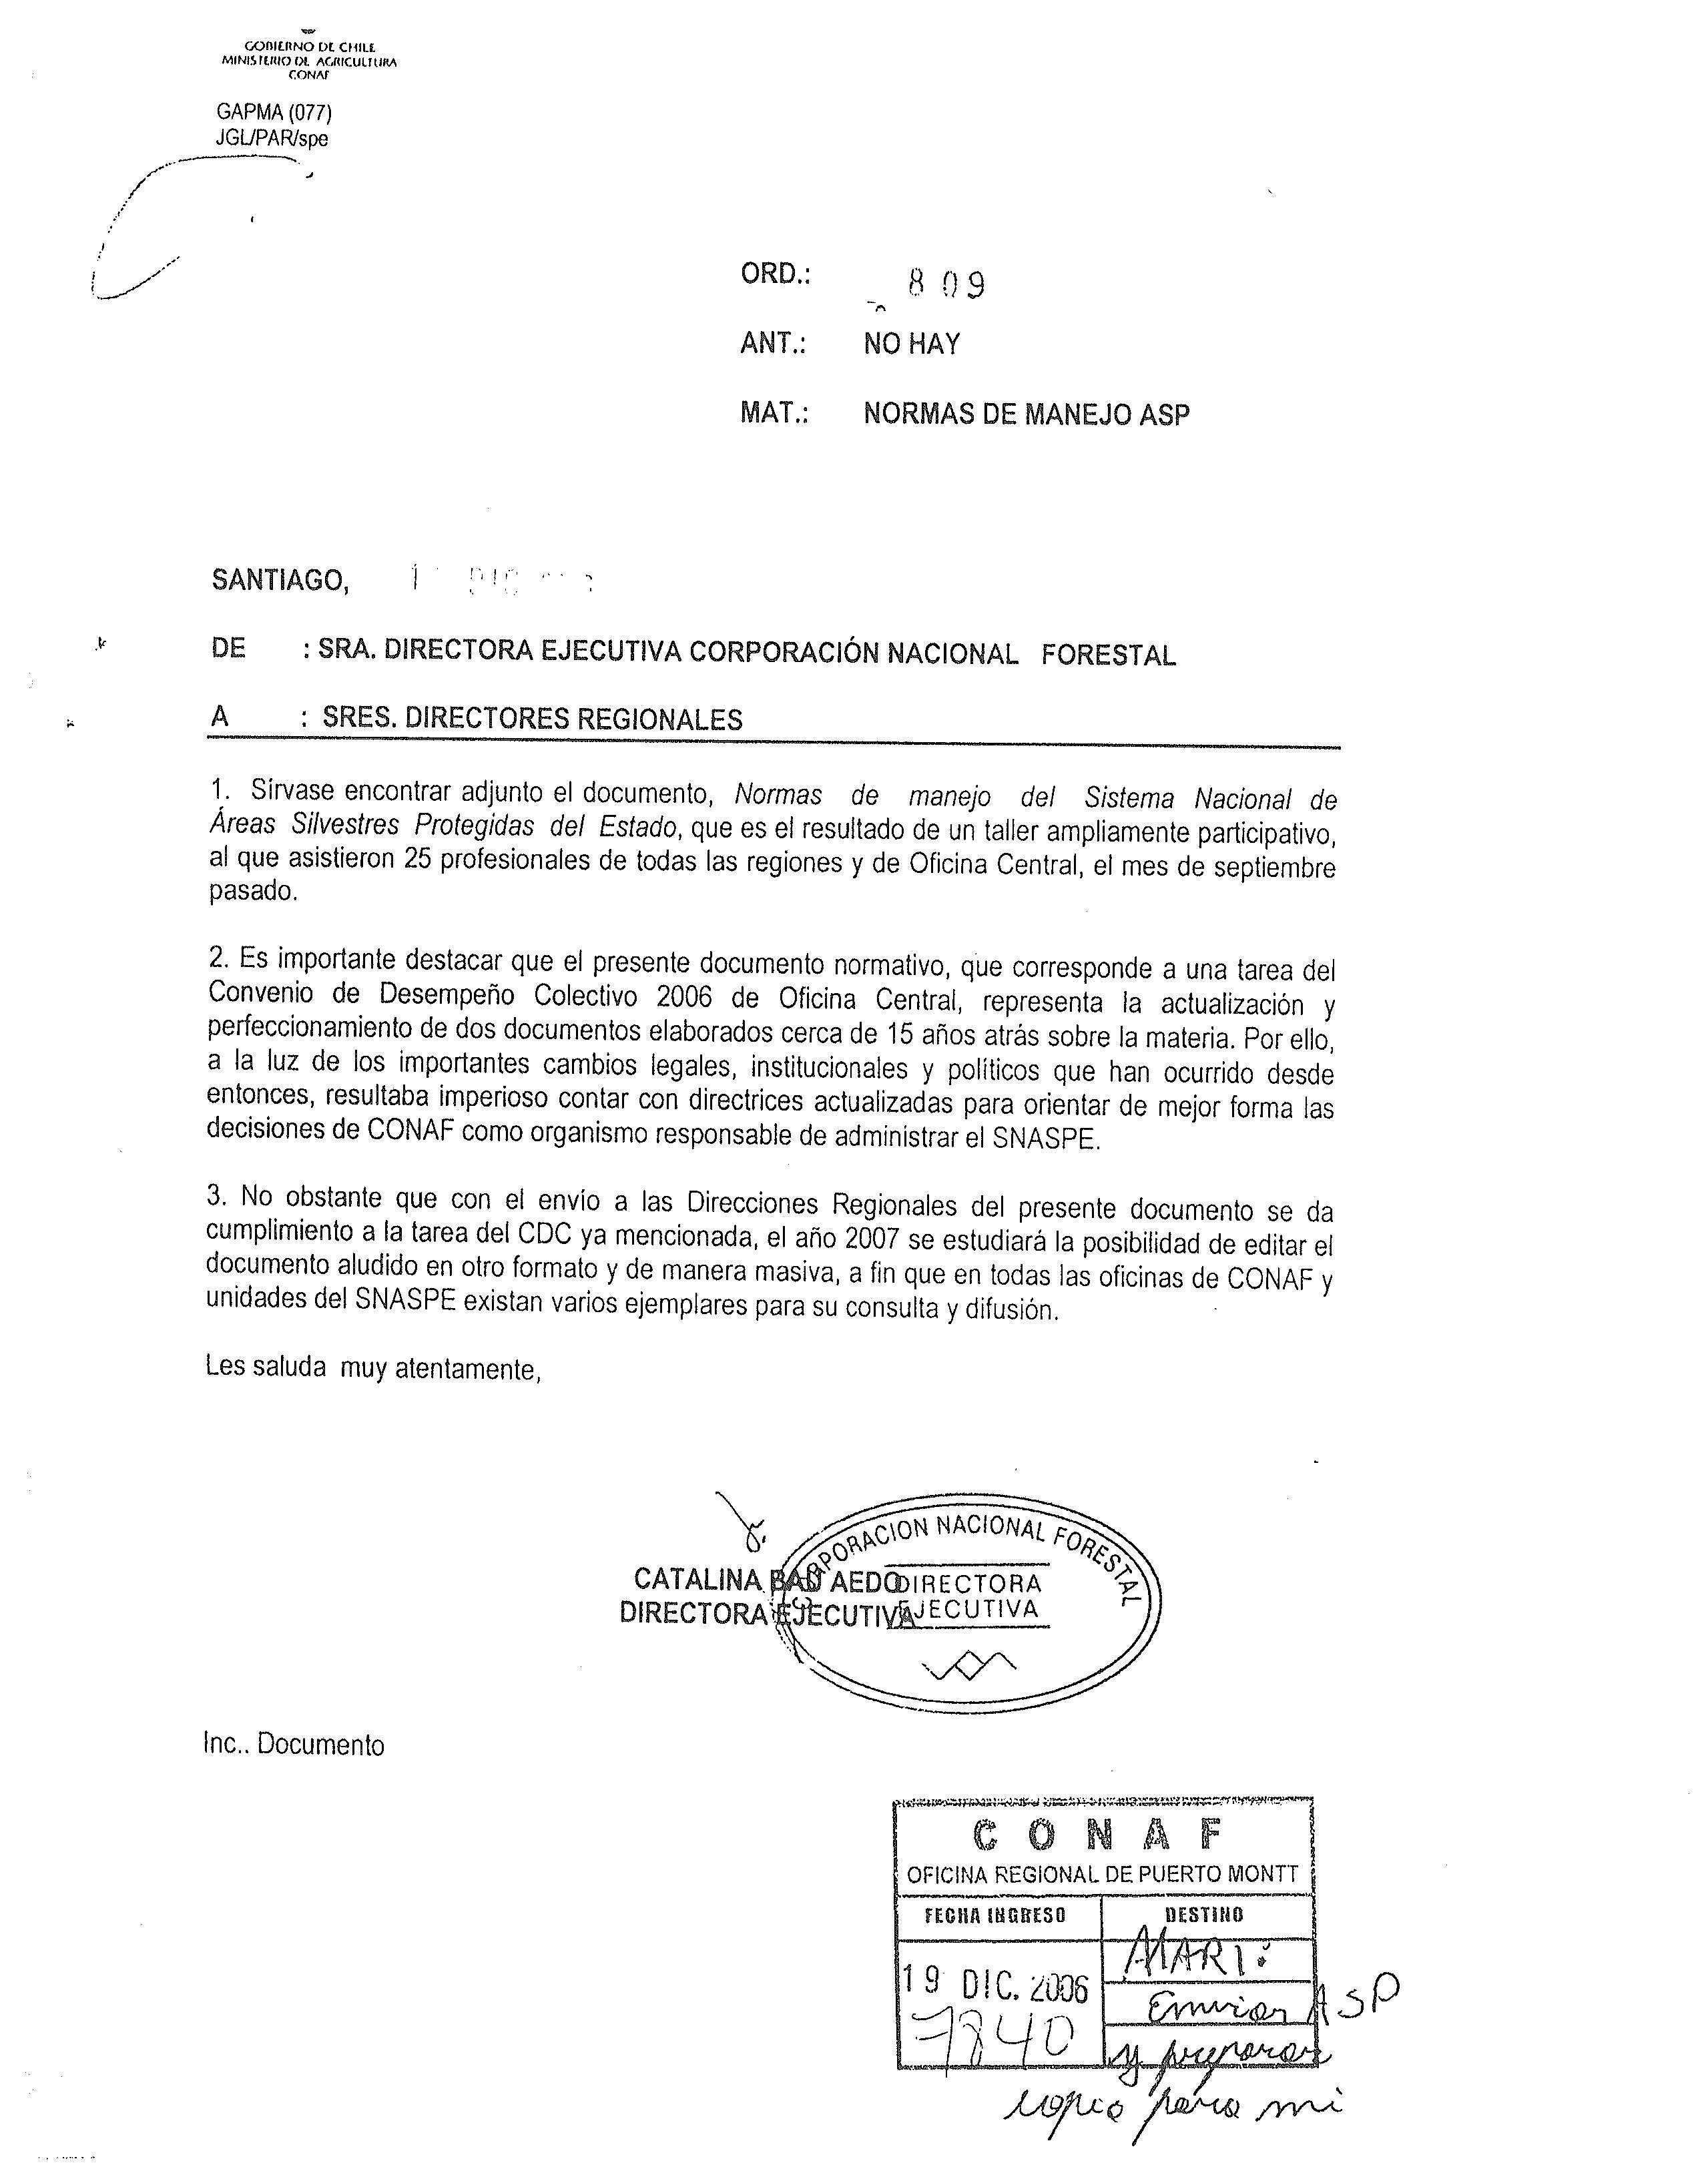 GOBIERNO DE CHILE
MINISTERIO DE AGRICULTURA
CONAF
GAPMA (077)
JGL/PAR/spe
ORD.: 809
ANT.: NO HAY
MAT.: NORMAS DE MANEJO ASP
SANTIAGO, DIC
DE : SRA. DIRECTORA EJECUTIVA CORPORACIÓN NACIONAL FORESTAL
A : SRES. DIRECTORES REGIONALES
1. Sírvase encontrar adjunto el documento, Normas de manejo del Sistema Nacional de
Áreas Silvestres Protegidas del Estado, que es el resultado de un taller ampliamente participativo,
al que asistieron 25 profesionales de todas las regiones y de Oficina Central, el mes de septiembre
pasado.
2. Es importante destacar que el presente documento normativo, que corresponde a una tarea del
Convenio de Desempeño Colectivo 2006 de Oficina Central, representa la actualización y
perfeccionamiento de dos documentos elaborados cerca de 15 años atrás sobre la materia. Por ello,
a la luz de los importantes cambios legales, institucionales y políticos que han ocurrido desde
entonces, resultaba imperioso contar con directrices actualizadas para orientar de mejor forma las
decisiones de CONAF como organismo responsable de administrar el SNASPE.
3. No obstante que con el envío a las Direcciones Regionales del presente documento se da
cumplimiento a la tarea del CDC ya mencionada, el año 2007 se estudiará la posibilidad de editar el
documento aludido en otro formato y de manera masiva, a fin que en todas las oficinas de CONAF y
unidades del SNASPE existan varios ejemplares para su consulta y difusión.
Les saluda muy atentamente,
CORPORACION NACIONAL FORESTAL
DIRECTORA
EJECUTIVA
CATALINA BAU AEDO
DIRECTORA EJECUTIVA
Inc.. Documento
CONAF
OFICINA REGIONAL DE PUERTO MONTT
FECHA INGRESO DESTINO
19 DIC. 2006
7840
MARI:
Enviar ASP
y preparar
copia para mi